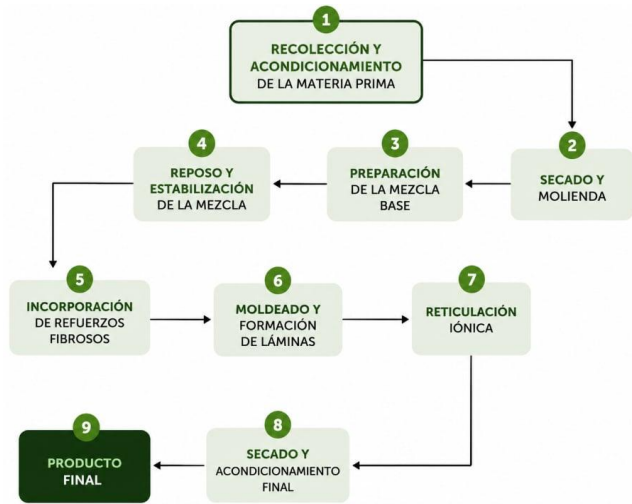 1
RECOLECCIÓN Y
ACONDICIONAMIENTO
DE LA MATERIA PRIMA
2
SECADO Y
MOLIENDA
3
PREPARACIÓN
DE LA MEZCLA
BASE
4
REPOSO Y
ESTABILIZACIÓN
DE LA MEZCLA
5
INCORPORACIÓN
DE REFUERZOS
FIBROSOS
6
MOLDEADO Y
FORMACIÓN
DE LÁMINAS
7
RETICULACIÓN
IÓNICA
8
SECADO Y
ACONDICIONAMIENTO
FINAL
9
PRODUCTO
FINAL